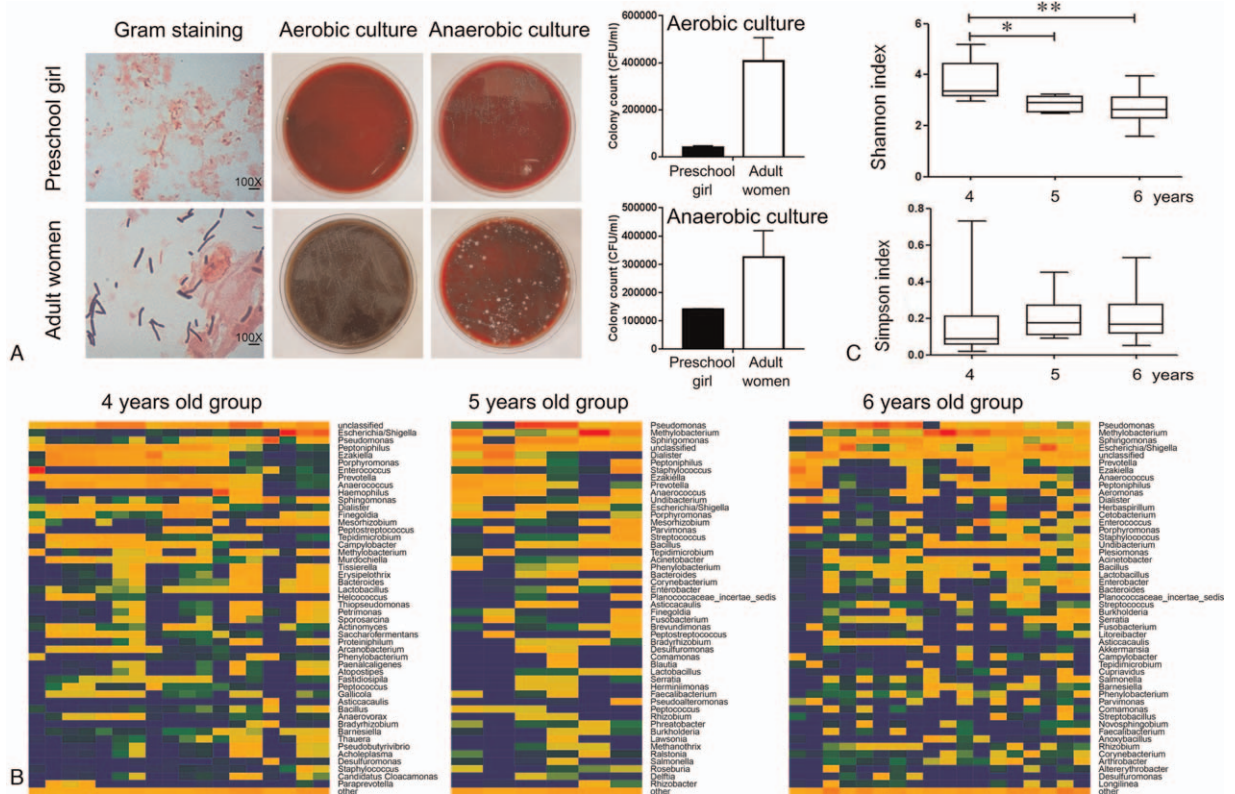 Gram staining
Aerobic culture
Anaerobic culture
Preschool girl
100X
Adult women
100X
A
Aerobic culture
Colony count (CFU/ml)
600000
400000
200000
0
Preschool girl
Adult women
Anaerobic culture
Colony count (CFU/ml)
500000
400000
300000
200000
100000
0
Preschool girl
Adult women
C
Shannon index
6
4
2
0
*
**
4 5 6 years
Simpson index
0.8
0.6
0.4
0.2
0.0
4 5 6 years
B
4 years old group
unclassified
Escherichia/Shigella
Pseudomonas
Peptoniphilus
Ezakiella
Porphyromonas
Enterococcus
Prevotella
Anaerococcus
Haemophilus
Sphingomonas
Dialister
Finegoldia
Mesorhizobium
Peptostreptococcus
Tepidimicrobium
Campylobacter
Methylobacterium
Murdochiella
Tissierella
Erysipelothrix
Bacteroides
Lactobacillus
Helcococcus
Thiopseudomonas
Petrimonas
Sporosarcina
Actinomyces
Saccharofermentans
Proteiniphilum
Arcanobacterium
Phenylobacterium
Paenalcaligenes
Atopostipes
Fastidiosipila
Peptococcus
Gallicola
Asticcacaulis
Bacillus
Anaerovorax
Bradyrhizobium
Barnesiella
Thauera
Pseudobutyrivibrio
Acholeplasma
Desulfuromonas
Staphylococcus
Candidatus Cloacamonas
Paraprevotella
other
5 years old group
Pseudomonas
Methylobacterium
Sphingomonas
unclassified
Dialister
Peptoniphilus
Staphylococcus
Ezakiella
Prevotella
Anaerococcus
Undibacterium
Escherichia/Shigella
Porphyromonas
Mesorhizobium
Parvimonas
Streptococcus
Bacillus
Tepidimicrobium
Acinetobacter
Phenylobacterium
Bacteroides
Corynebacterium
Enterobacter
Planococcaceae_incertae_sedis
Asticcacaulis
Finegoldia
Fusobacterium
Brevundimonas
Peptostreptococcus
Bradyrhizobium
Desulfuromonas
Comamonas
Blautia
Lactobacillus
Serratia
Herminiimonas
Faecalibacterium
Pseudoalteromonas
Peptococcus
Rhizobium
Phreatobacter
Burkholderia
Lawsonia
Methanothrix
Ralstonia
Salmonella
Roseburia
Delftia
Rhizobacter
other
6 years old group
Pseudomonas
Methylobacterium
Sphingomonas
Escherichia/Shigella
unclassified
Prevotella
Ezakiella
Anaerococcus
Peptoniphilus
Aeromonas
Dialister
Herbaspirillum
Cetobacterium
Enterococcus
Porphyromonas
Staphylococcus
Undibacterium
Plesiomonas
Acinetobacter
Bacillus
Lactobacillus
Enterobacter
Bacteroides
Planococcaceae_incertae_sedis
Streptococcus
Burkholderia
Serratia
Fusobacterium
Litoreibacter
Asticcacaulis
Akkermansia
Campylobacter
Tepidimicrobium
Cupriavidus
Salmonella
Barnesiella
Phenylobacterium
Parvimonas
Comamonas
Streptobacillus
Novosphingobium
Faecalibacterium
Anoxybacillus
Rhizobium
Corynebacterium
Arthrobacter
Altererythrobacter
Desulfuromonas
Longilinea
other